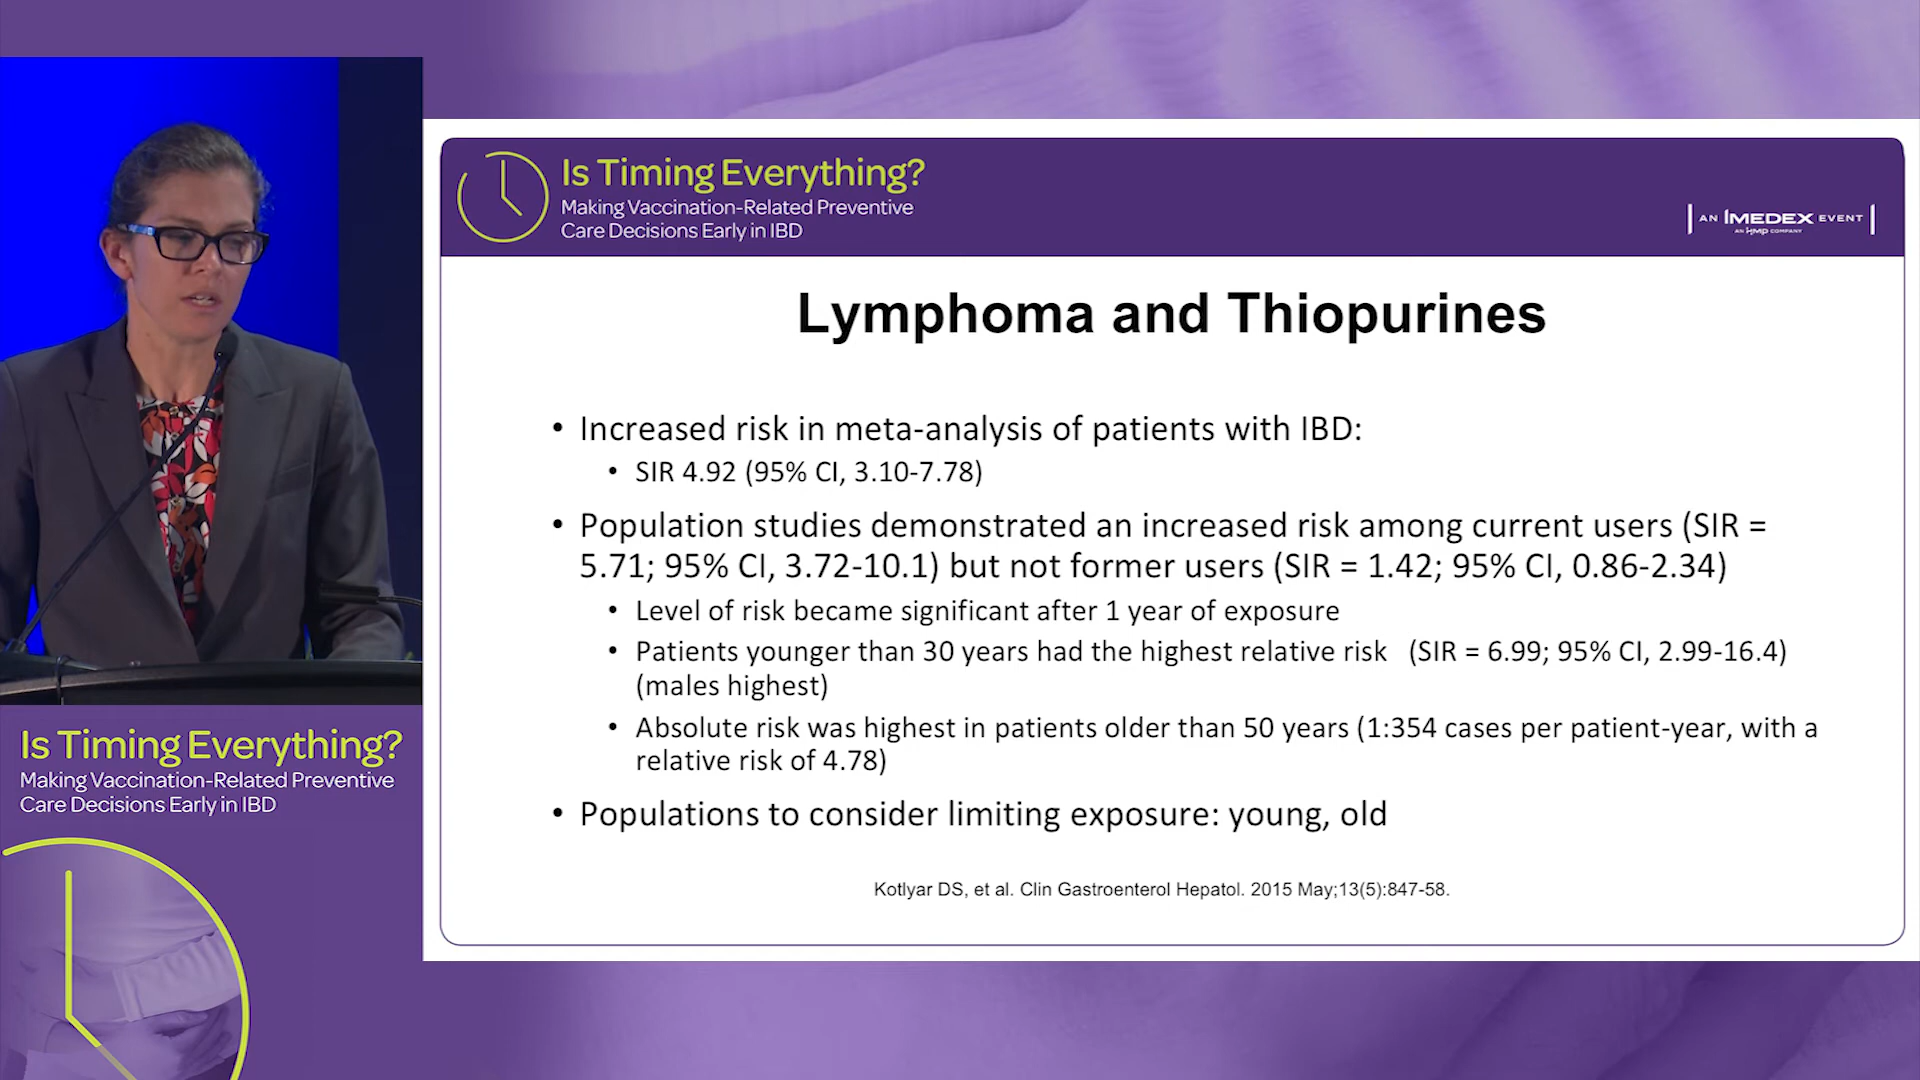 Is Timing Everything?
Making Vaccination-Related Preventive
Care Decisions Early in IBD
AN IMEDEX EVENT
AN HMP COMPANY
Lymphoma and Thiopurines
• Increased risk in meta-analysis of patients with IBD:
• SIR 4.92 (95% CI, 3.10-7.78)
• Population studies demonstrated an increased risk among current users (SIR =
5.71; 95% CI, 3.72-10.1) but not former users (SIR = 1.42; 95% CI, 0.86-2.34)
• Level of risk became significant after 1 year of exposure
• Patients younger than 30 years had the highest relative risk (SIR = 6.99; 95% CI, 2.99-16.4)
(males highest)
• Absolute risk was highest in patients older than 50 years (1:354 cases per patient-year, with a
relative risk of 4.78)
• Populations to consider limiting exposure: young, old
Kotlyar DS, et al. Clin Gastroenterol Hepatol. 2015 May;13(5):847-58.
Is Timing Everything?
Making Vaccination-Related Preventive
Care Decisions Early in IBD